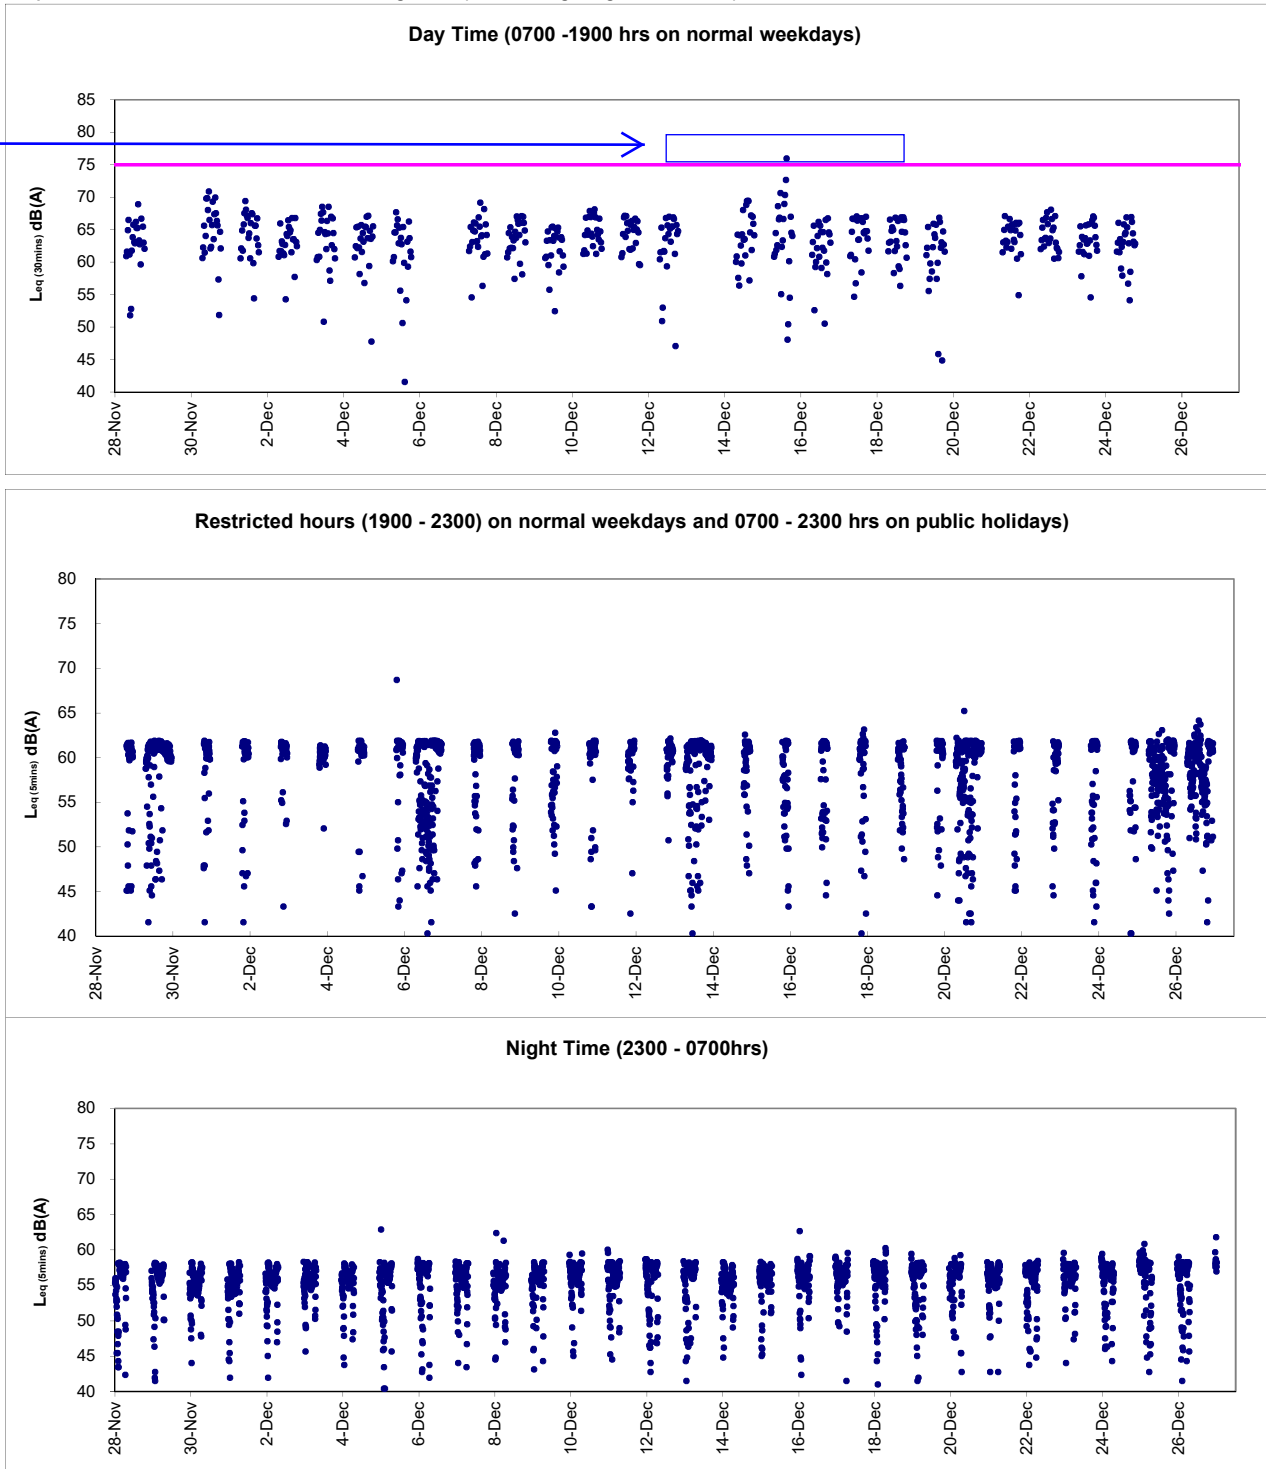 Day Time (0700 -1900 hrs on normal weekdays)
85
80
75
70
65
60
55
50
45
40
Leq (30mins) dB(A)
28-Nov
30-Nov
2-Dec
4-Dec
6-Dec
8-Dec
10-Dec
12-Dec
14-Dec
16-Dec
18-Dec
20-Dec
22-Dec
24-Dec
26-Dec
Restricted hours (1900 - 2300) on normal weekdays and 0700 - 2300 hrs on public holidays)
80
75
70
65
60
55
50
45
40
Leq (5mins) dB(A)
28-Nov
30-Nov
2-Dec
4-Dec
6-Dec
8-Dec
10-Dec
12-Dec
14-Dec
16-Dec
18-Dec
20-Dec
22-Dec
24-Dec
26-Dec
Night Time (2300 - 0700hrs)
80
75
70
65
60
55
50
45
40
Leq (5mins) dB(A)
28-Nov
30-Nov
2-Dec
4-Dec
6-Dec
8-Dec
10-Dec
12-Dec
14-Dec
16-Dec
18-Dec
20-Dec
22-Dec
24-Dec
26-Dec